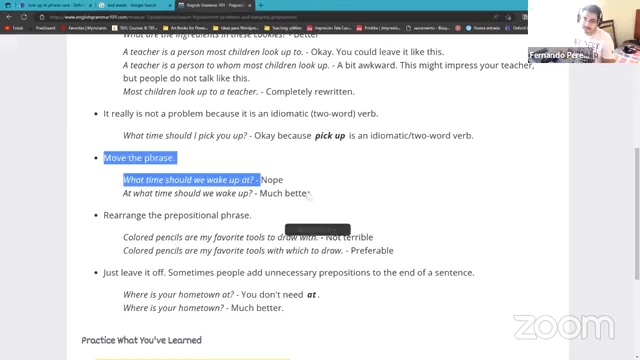 EnglishGrammar 101 - Preposi
www.englishgrammar101.com
What are the ingredients in these cookies? - Better
A teacher is a person most children look up to. - Okay. You could leave it like this.
A teacher is a person to whom most children look up. - A bit awkward. This might impress your teacher,
but people do not talk like this.
Most children look up to a teacher. - Completely rewritten.
Fernando Pere...
• It really is not a problem because it is an idiomatic (two-word) verb.
What time should I pick you up? - Okay because pick up is an idiomatic/two-word verb.
• Move the phrase.
What time should we wake up at? - Nope
At what time should we wake up? - Much better
• Rearrange the prepositional phrase.
Colored pencils are my favorite tools to draw with. - Not terrible
Colored pencils are my favorite tools with which to draw. - Preferable
• Just leave it off. Sometimes people add unnecessary prepositions to the end of a sentence.
Where is your hometown at? - You don't need at.
Where is your hometown? - Much better.
Practice What You've Learned
zoom